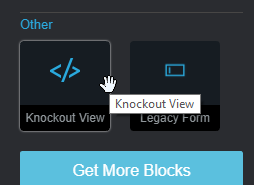 Other
</>
Knockout View
Knockout View
Legacy Form
Get More Blocks